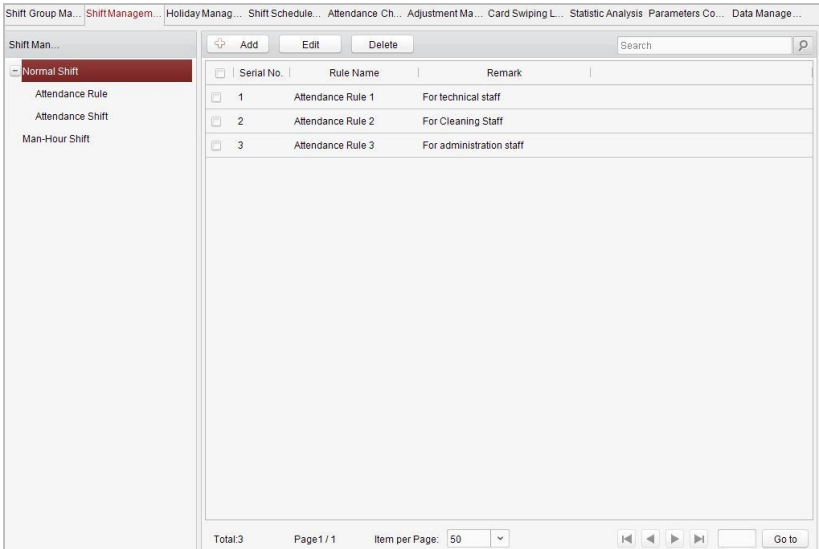 Shift Group Ma... Shift Managem... Holiday Manag... Shift Schedule... Attendance Ch... Adjustment Ma... Card Swiping L... Statistic Analysis Parameters Co... Data Manage...
Shift Man...
Add Edit Delete Search
Normal Shift
Attendance Rule
Attendance Shift
Man-Hour Shift
Serial No. Rule Name Remark
1 Attendance Rule 1 For technical staff
2 Attendance Rule 2 For Cleaning Staff
3 Attendance Rule 3 For administration staff
Total:3 Page1 / 1 Item per Page: 50 Go to